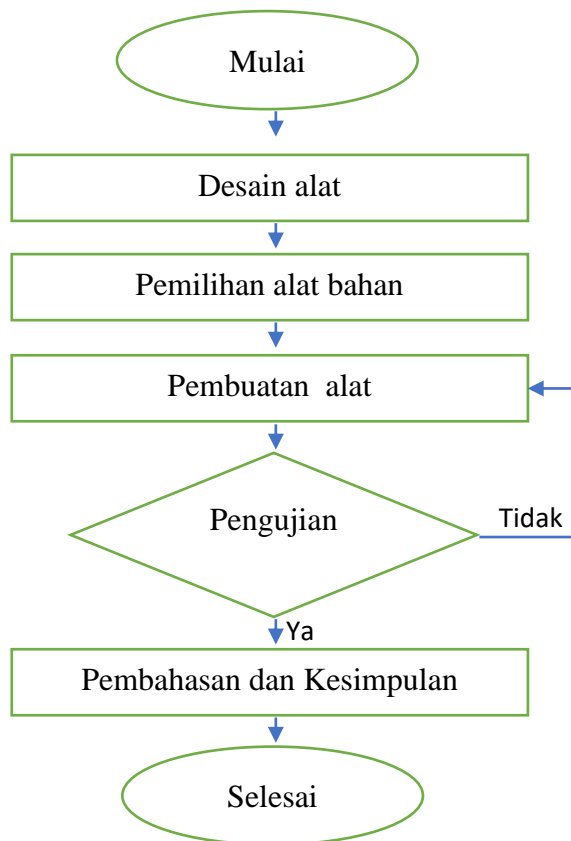 Mulai
Desain alat
Pemilihan alat bahan
Pembuatan  alat
Pengujian
Tidak
Ya
Pembahasan dan Kesimpulan
Selesai